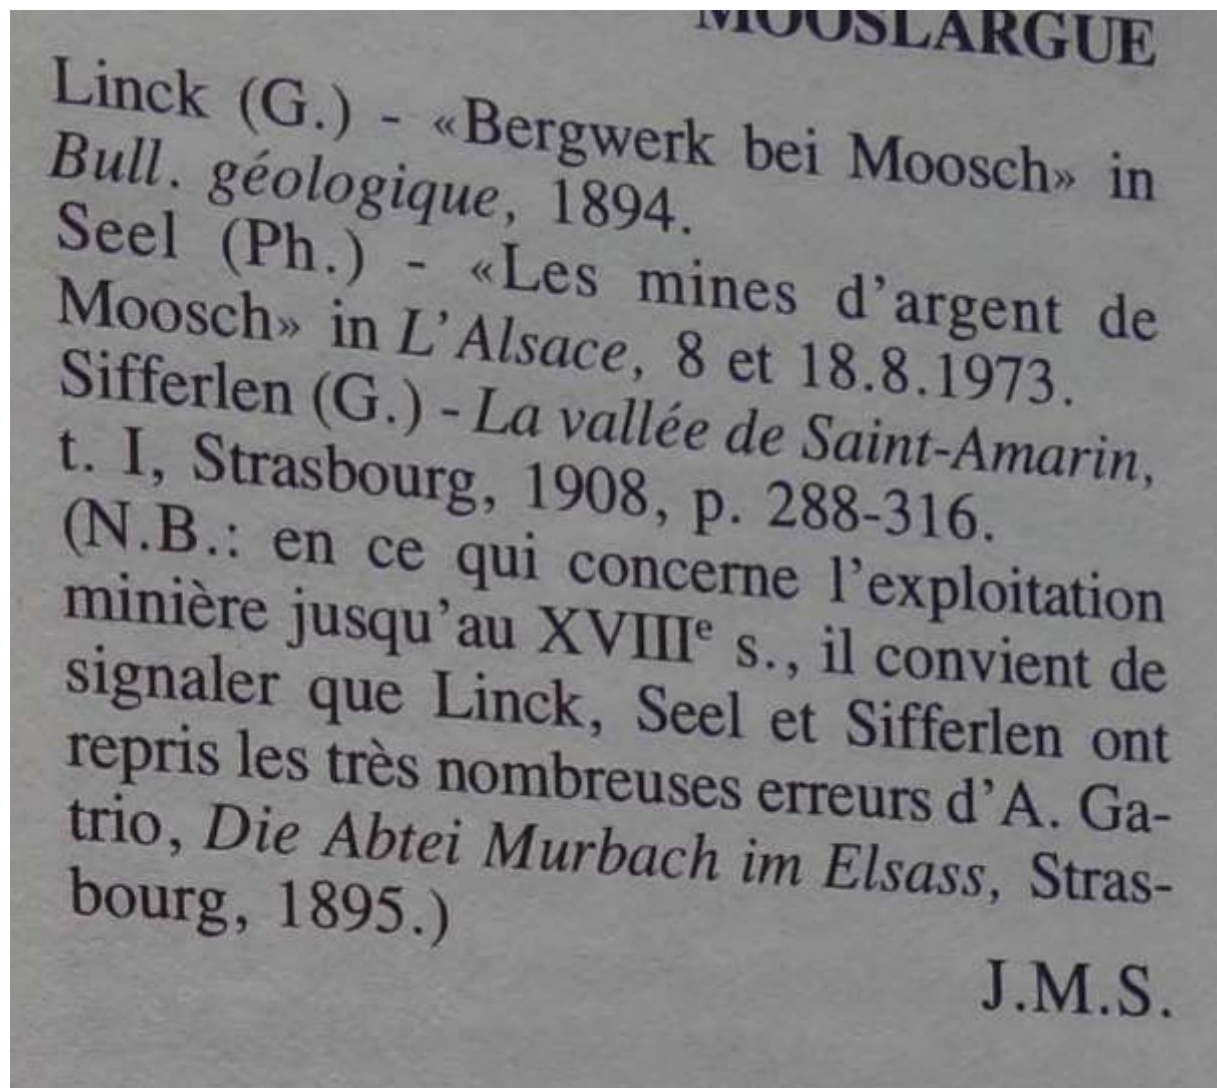 MOOSLARGUE
Linck (G.) - «Bergwerk bei Moosch» in
Bull. géologique, 1894.
Seel (Ph.) - «Les mines d'argent de
Moosch» in L'Alsace, 8 et 18.8.1973.
Sifferlen (G.) - La vallée de Saint-Amarin,
t. I, Strasbourg, 1908, p. 288-316.
(N.B.: en ce qui concerne l'exploitation
minière jusqu'au XVIIIe s., il convient de
signaler que Linck, Seel et Sifferlen ont
repris les très nombreuses erreurs d'A. Ga-
trio, Die Abtei Murbach im Elsass, Stras-
bourg, 1895.)
J.M.S.